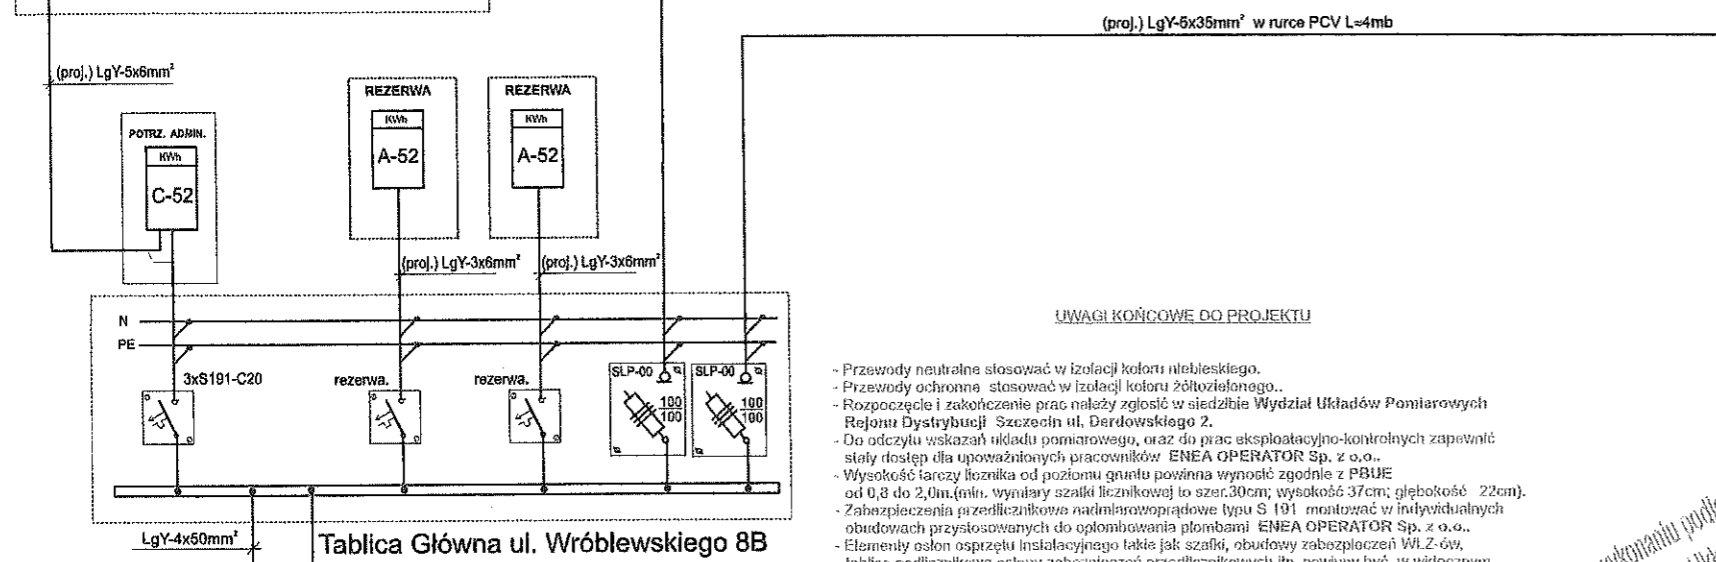 (proj.) LgY-5x35mm² w rurce PCV L=4mb
(proj.) LgY-5x6mm²
REZERWA
REZERWA
KWh
KWh
POTRZ. ADMIN.
KWh
A-52
A-52
C-52
(proj.) LgY-3x6mm²
(proj.) LgY-3x6mm²
N
PE
3xS191-C20
rezerwa.
rezerwa.
SLP-00
SLP-00
100
100
100
100
LgY-4x50mm²
Tablica Główna ul. Wróblewskiego 8B
UWAGI KOŃCOWE DO PROJEKTU
- Przewody neutralne stosować w izolacji koloru niebieskiego.
- Przewody ochronne stosować w izolacji koloru żółtozielonego..
- Rozpoczęcie i zakończenie prac należy zgłosić w siedzibie Wydział Układów Pomiarowych
Rejonu Dystrybucji Szczecin ul. Derdowskiego 2.
- Do odczytu wskazań układu pomiarowego, oraz do prac eksploatacyjno-kontrolnych zapewnić
stały dostęp dla upoważnionych pracowników ENEA OPERATOR Sp. z o.o..
- Wysokość tarczy licznika od poziomu gruntu powinna wynosić zgodnie z PBUE
od 0,8 do 2,0m.(min. wymiary szafki licznikowej to szer.30cm; wysokość 37cm; głębokość 22cm).
- Zabezpieczenia przedlicznikowe nadmiarowoprądowe typu S 191 montować w indywidualnych
obudowach przystosowanych do oplombowania plombami ENEA OPERATOR Sp. z o.o..
- Elementy osłon osprzętu instalacyjnego takie jak szafki, obudowy zabezpieczeń WLZ-ów,